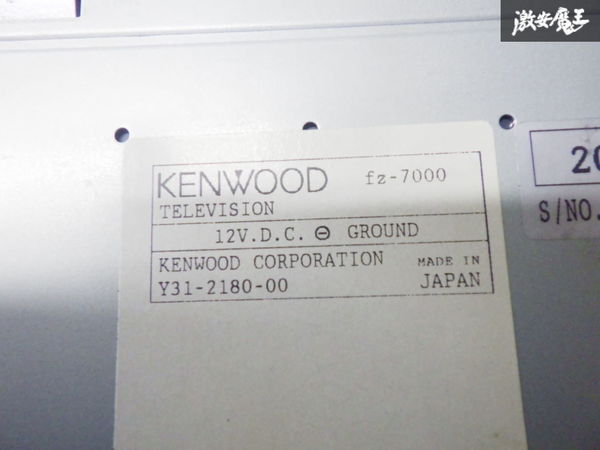 激安魔王
KENWOOD fz-7000
TELEVISION
12V.D.C. ⊖ GROUND
KENWOOD CORPORATION MADE IN
Y31-2180-00 JAPAN
20
S/NO.